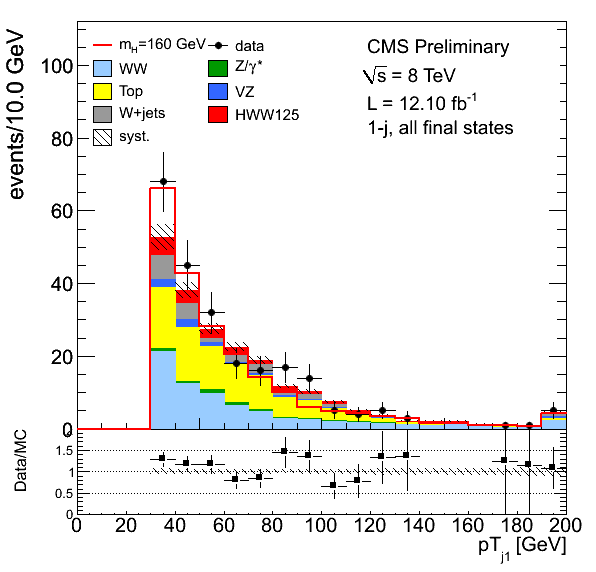 events/10.0 GeV
100
80
60
40
20
0
m_H=160 GeV
data
WW
Z/γ*
Top
VZ
W+jets
HWW125
syst.
CMS Preliminary
√s = 8 TeV
L = 12.10 fb⁻¹
1-j, all final states
Data/MC
1.5
1
0.5
0
0 20 40 60 80 100 120 140 160 180 200
pT_j1 [GeV]